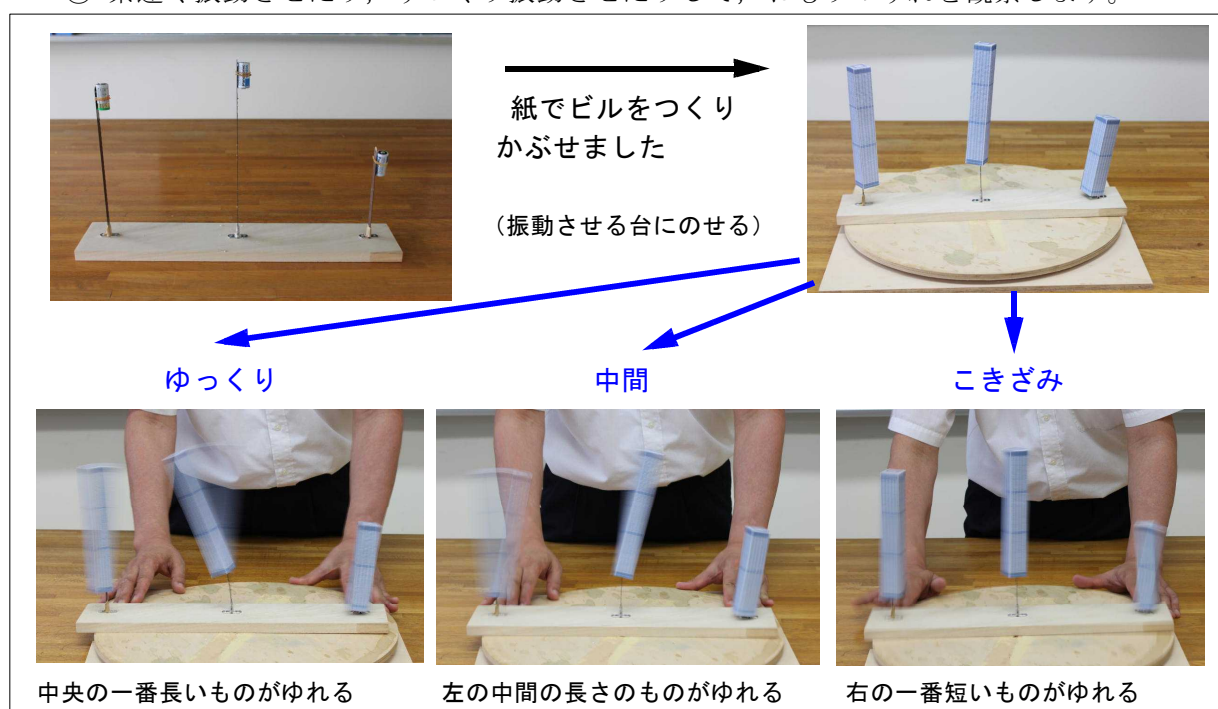 紙でビルをつくり
かぶせました
（振動させる台にのせる）
ゆっくり
中間
こきざみ
中央の一番長いものがゆれる
左の中間の長さのものがゆれる
右の一番短いものがゆれる